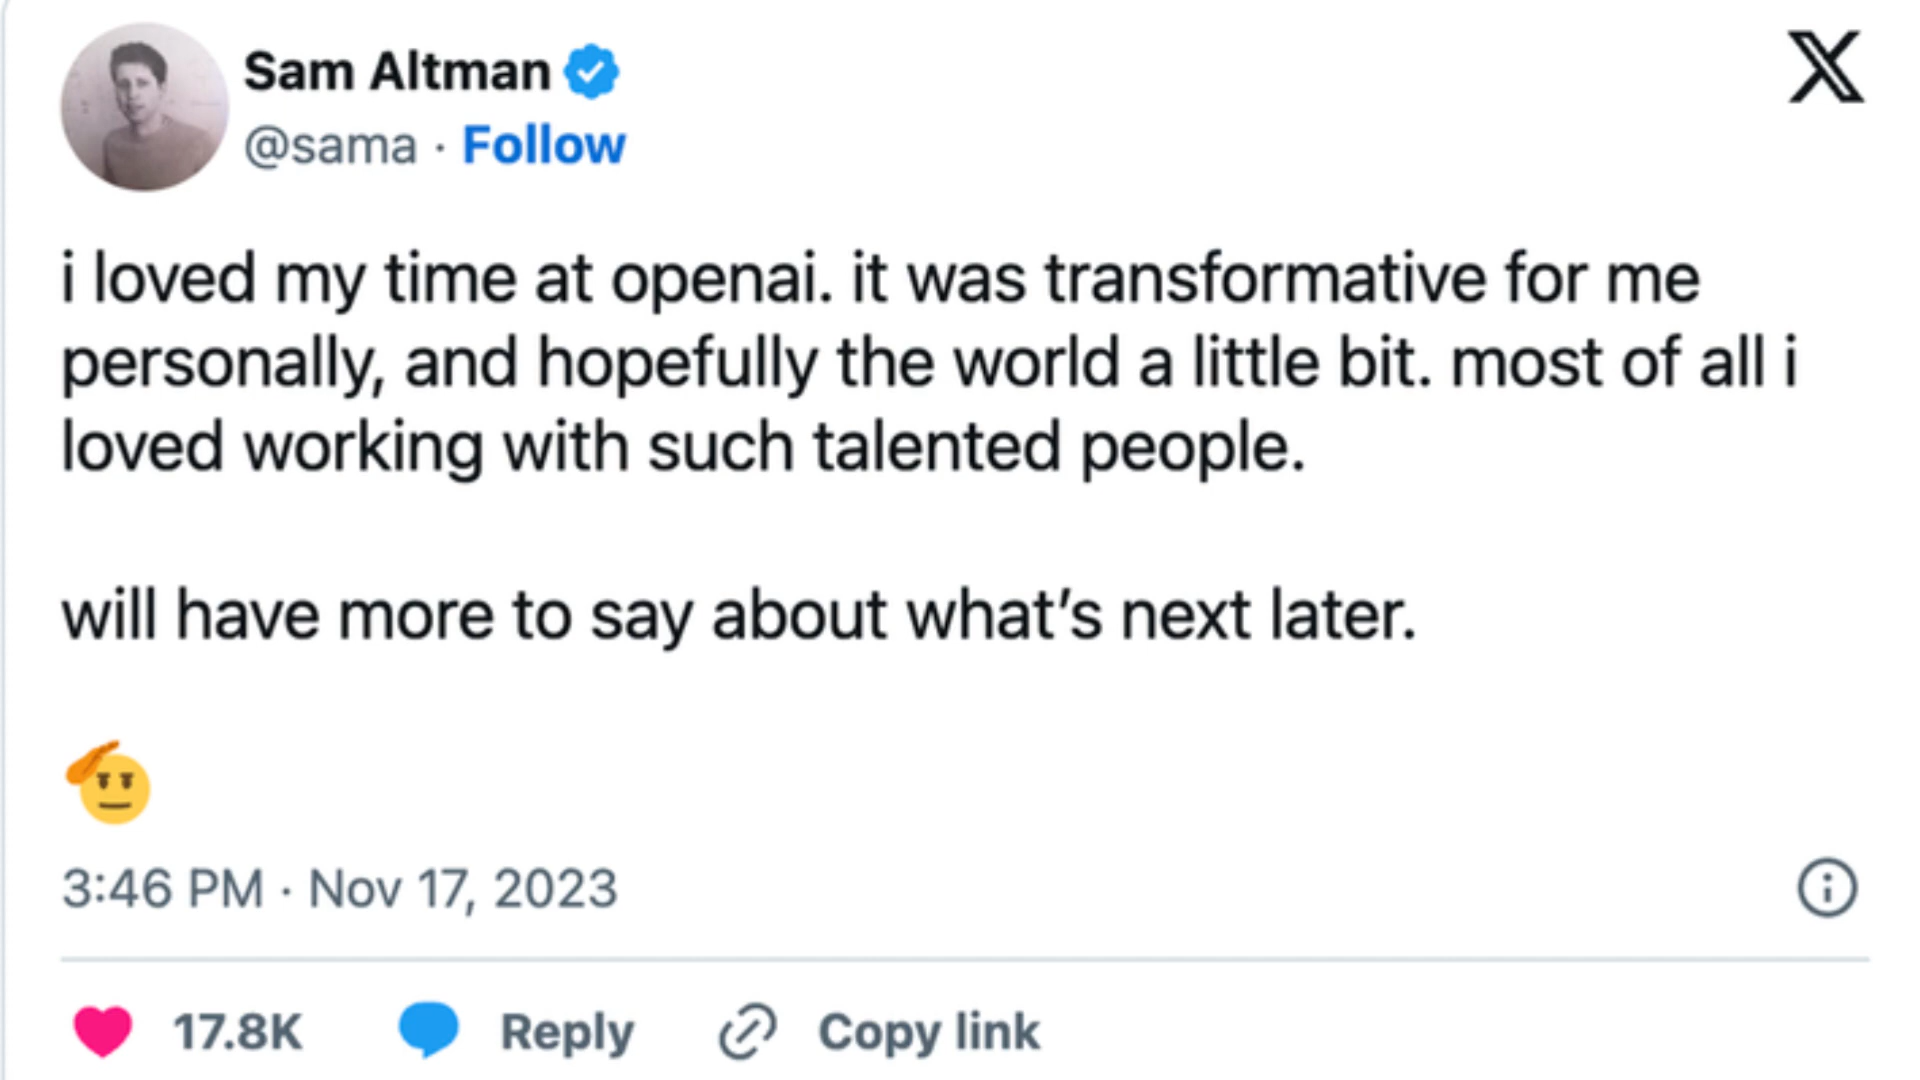 Sam Altman
@sama · Follow
i loved my time at openai. it was transformative for me
personally, and hopefully the world a little bit. most of all i
loved working with such talented people.
will have more to say about what’s next later.
🫡
3:46 PM · Nov 17, 2023
17.8K Reply Copy link